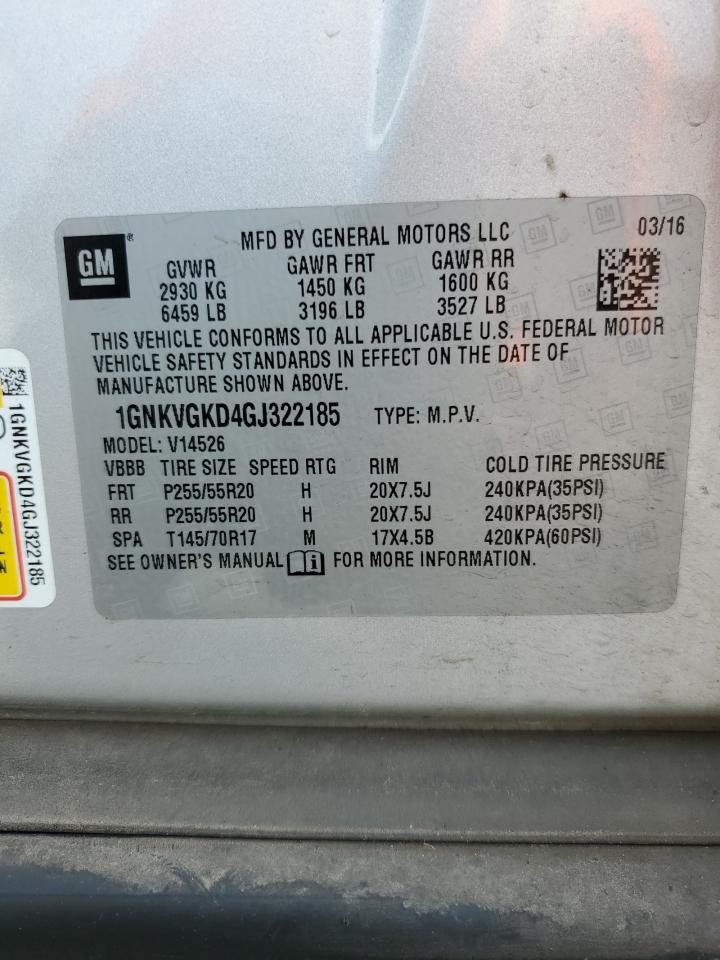 GM®
MFD BY GENERAL MOTORS LLC 03/16
GVWR GAWR FRT GAWR RR
2930 KG 1450 KG 1600 KG
6459 LB 3196 LB 3527 LB
THIS VEHICLE CONFORMS TO ALL APPLICABLE U.S. FEDERAL MOTOR
VEHICLE SAFETY STANDARDS IN EFFECT ON THE DATE OF
MANUFACTURE SHOWN ABOVE.
1GNKVGKD4GJ322185 TYPE: M.P.V.
MODEL: V14526
VBBB TIRE SIZE SPEED RTG RIM COLD TIRE PRESSURE
FRT P255/55R20 H 20X7.5J 240KPA(35PSI)
RR P255/55R20 H 20X7.5J 240KPA(35PSI)
SPA T145/70R17 M 17X4.5B 420KPA(60PSI)
SEE OWNER'S MANUAL i FOR MORE INFORMATION.
1GNKVGKD4GJ322185